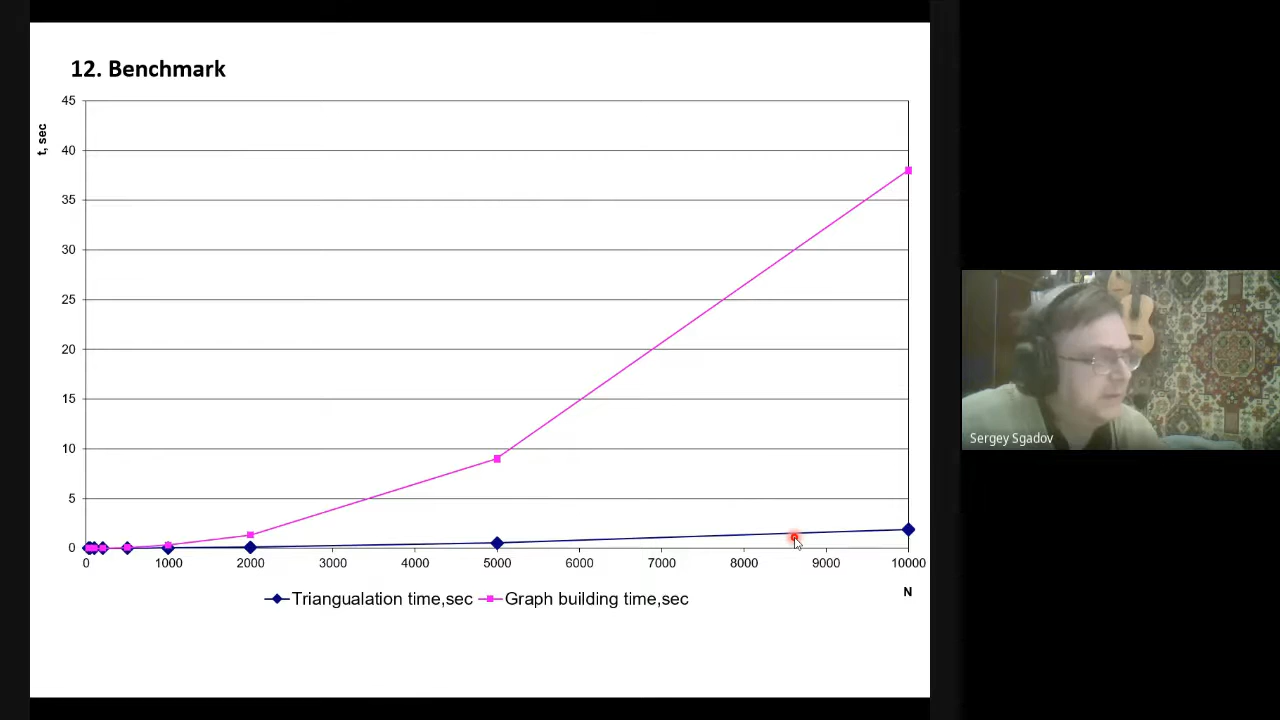 12. Benchmark
t, sec
45
40
35
30
25
20
15
10
5
0
0 1000 2000 3000 4000 5000 6000 7000 8000 9000 10000
N
Triangualation time,sec Graph building time,sec
Sergey Sgadov